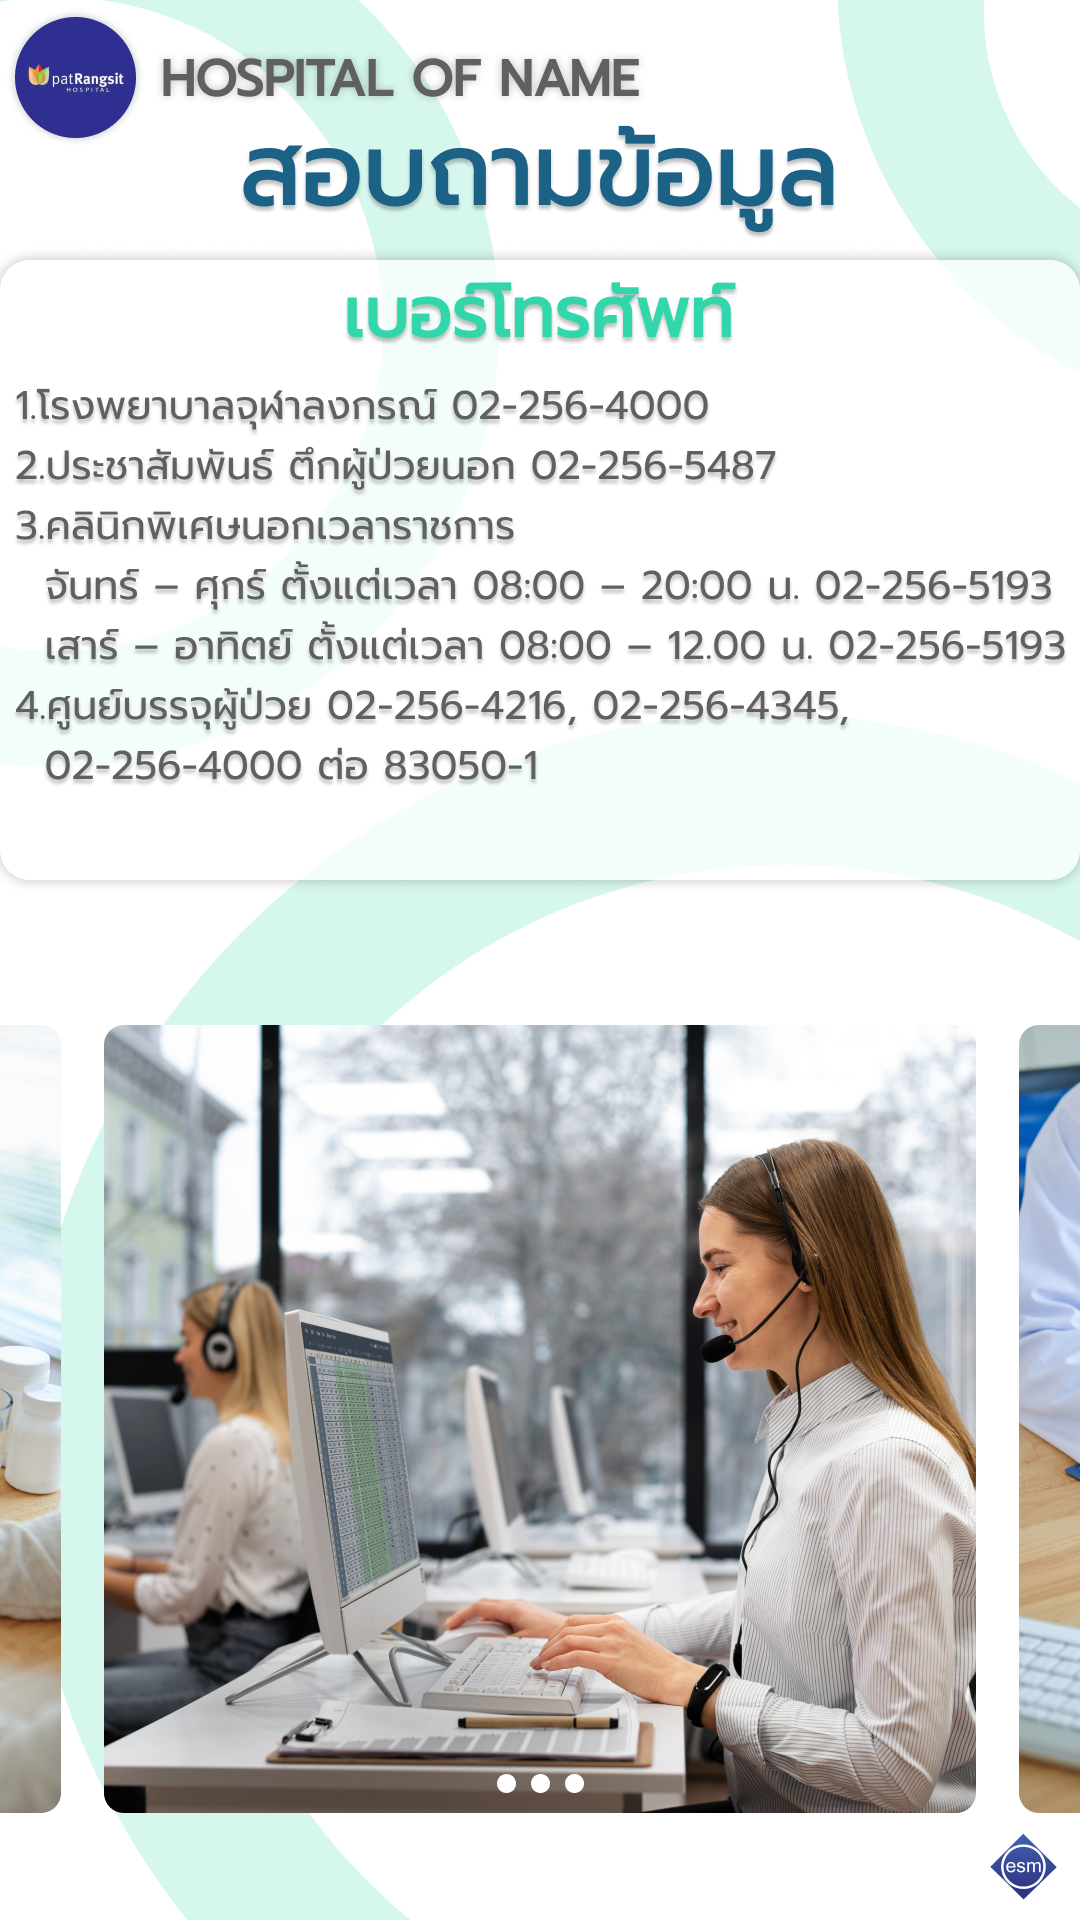 patRangsit
HOSPITAL
HOSPITAL OF NAME
สอบถามข้อมูล
เบอร์โทรศัพท์
1.โรงพยาบาลจุฬาลงกรณ์ 02-256-4000
2.ประชาสัมพันธ์ ตึกผู้ป่วยนอก 02-256-5487
3.คลินิกพิเศษนอกเวลาราชการ
จันทร์ – ศุกร์ ตั้งแต่เวลา 08:00 – 20:00 น. 02-256-5193
เสาร์ – อาทิตย์ ตั้งแต่เวลา 08:00 – 12.00 น. 02-256-5193
4.ศูนย์บรรจุผู้ป่วย 02-256-4216, 02-256-4345,
02-256-4000 ต่อ 83050-1
esm